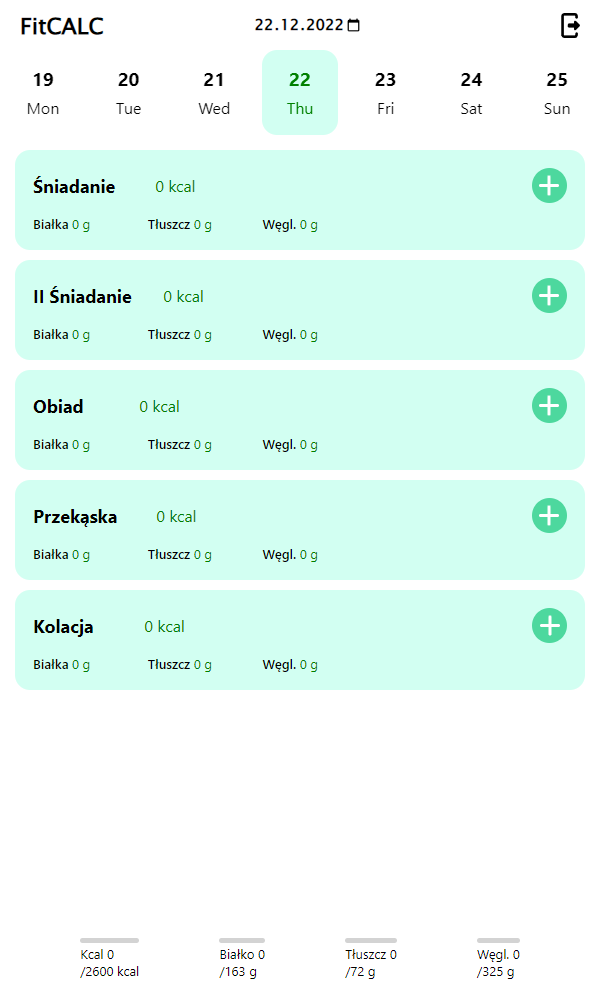 FitCALC 22.12.2022
19 20 21 22 23 24 25
Mon Tue Wed Thu Fri Sat Sun
Śniadanie 0 kcal
Białka 0 g Tłuszcz 0 g Węgl. 0 g
II Śniadanie 0 kcal
Białka 0 g Tłuszcz 0 g Węgl. 0 g
Obiad 0 kcal
Białka 0 g Tłuszcz 0 g Węgl. 0 g
Przekąska 0 kcal
Białka 0 g Tłuszcz 0 g Węgl. 0 g
Kolacja 0 kcal
Białka 0 g Tłuszcz 0 g Węgl. 0 g
Kcal 0 Białko 0 Tłuszcz 0 Węgl. 0
/2600 kcal /163 g /72 g /325 g